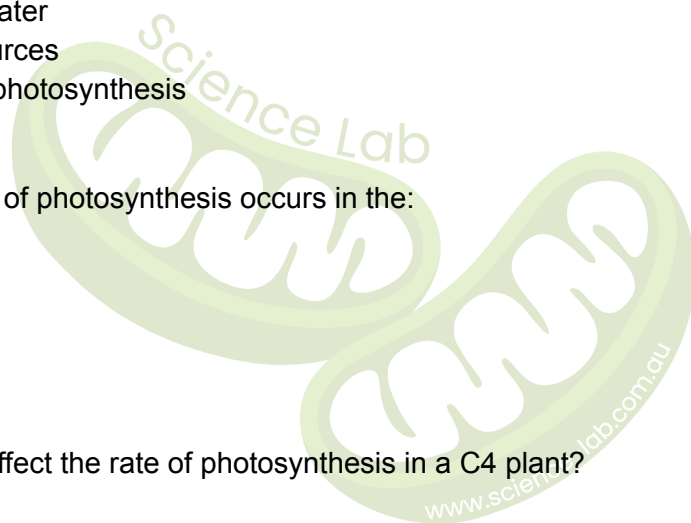 ater
urces
photosynthesis
Science Lab
of photosynthesis occurs in the:
ffect the rate of photosynthesis in a C4 plant?
www.sciencelab.com.au